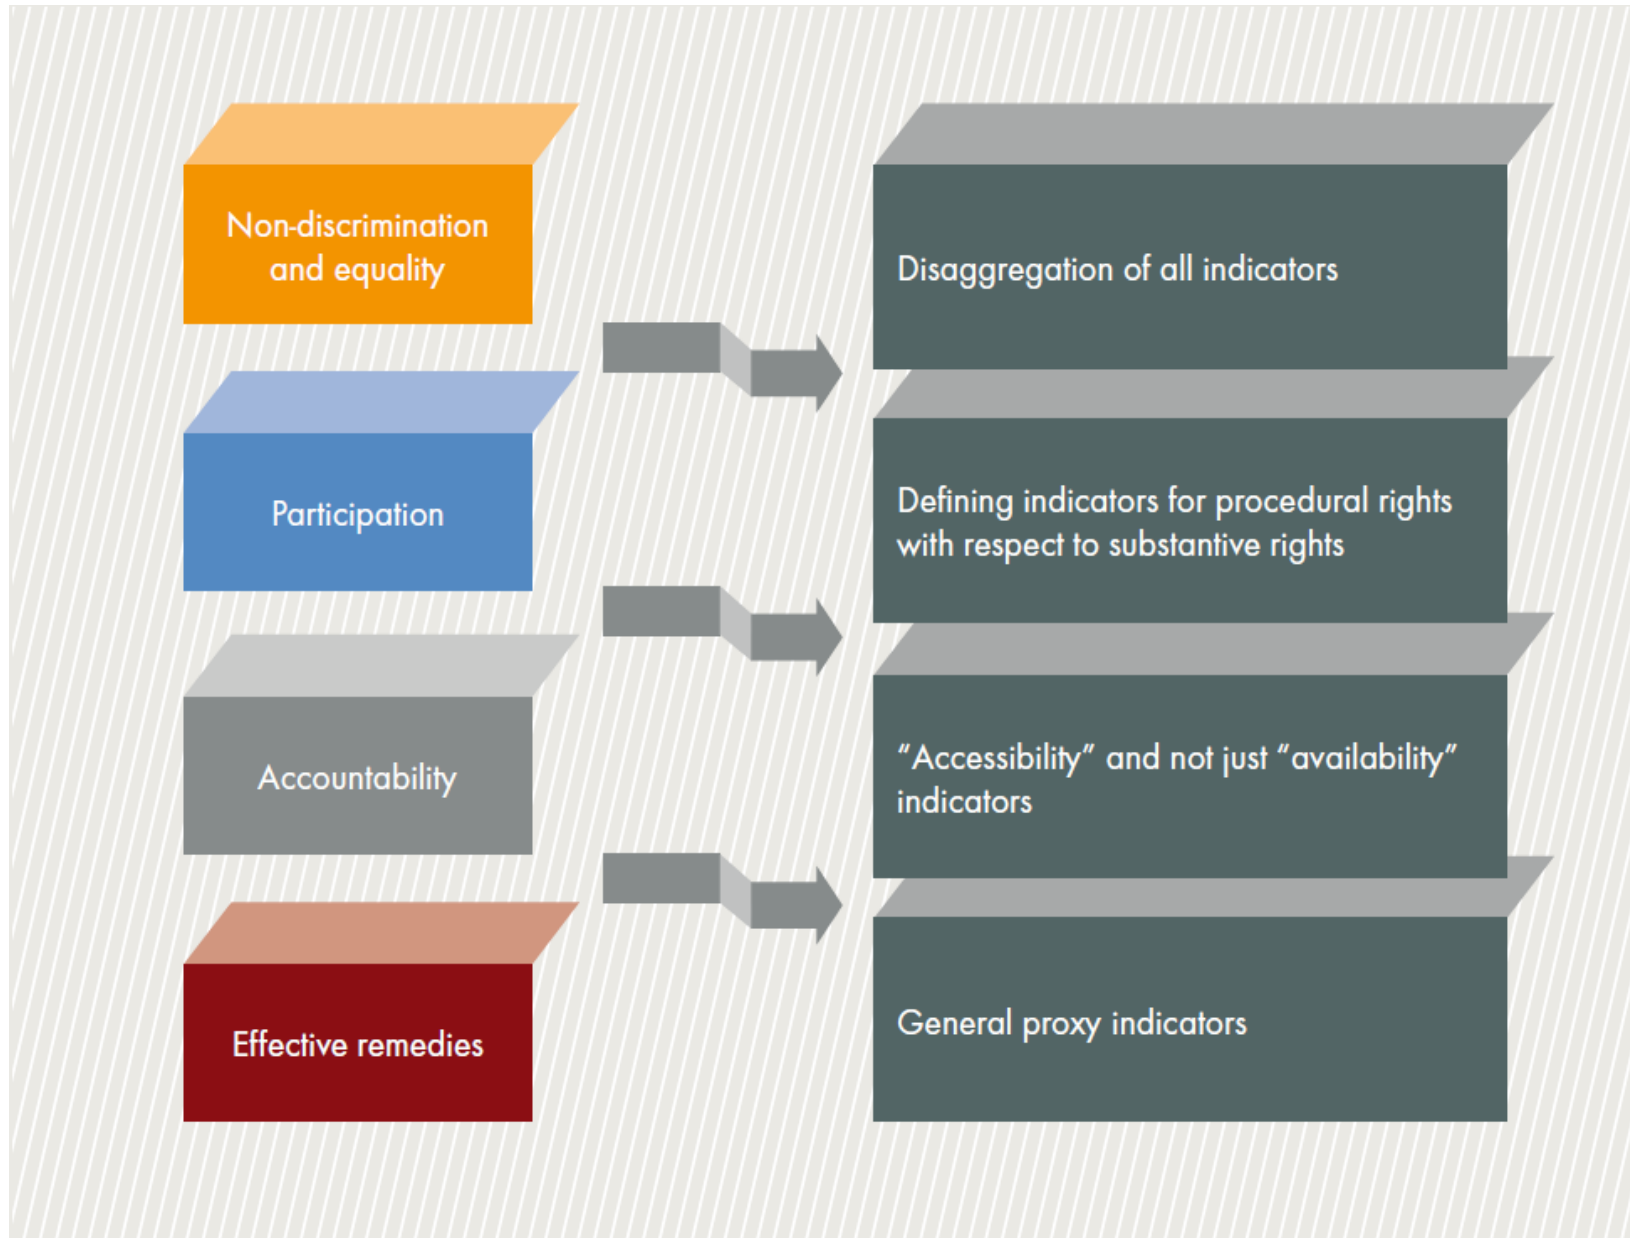 Non-discrimination
and equality
Participation
Accountability
Effective remedies
Disaggregation of all indicators
Defining indicators for procedural rights
with respect to substantive rights
“Accessibility” and not just “availability”
indicators
General proxy indicators